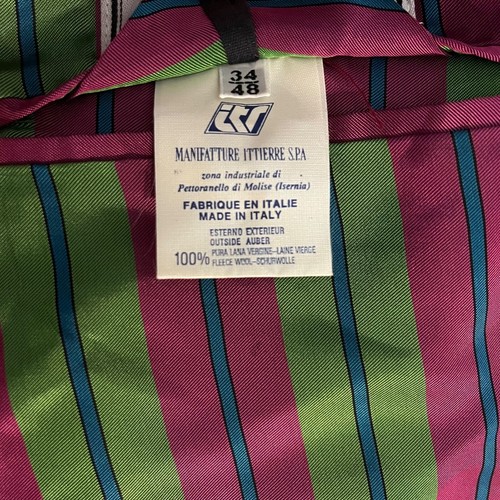 34
48
ITTI
MANIFATTURE ITTIERRE S.P.A
zona industriale di
Pettoranello di Molise (Isernia)
FABRIQUE EN ITALIE
MADE IN ITALY
ESTERNO EXTERIEUR
OUTSIDE AUBER
100% PURA LANA VERGINE-LAINE VIERGE
FLEECE WOOL-SCHURWOLLE